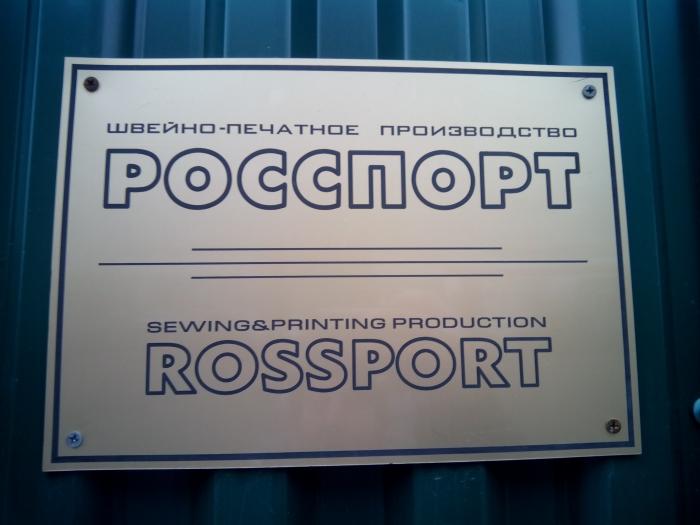 ШВЕЙНО-ПЕЧАТНОЕ ПРОИЗВОДСТВО
РОССПОРТ
SEWING&PRINTING PRODUCTION
ROSSPORT